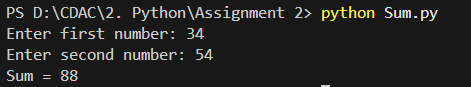 PS D:\CDAC\2. Python\Assignment 2> python Sum.py
Enter first number: 34
Enter second number: 54
Sum = 88